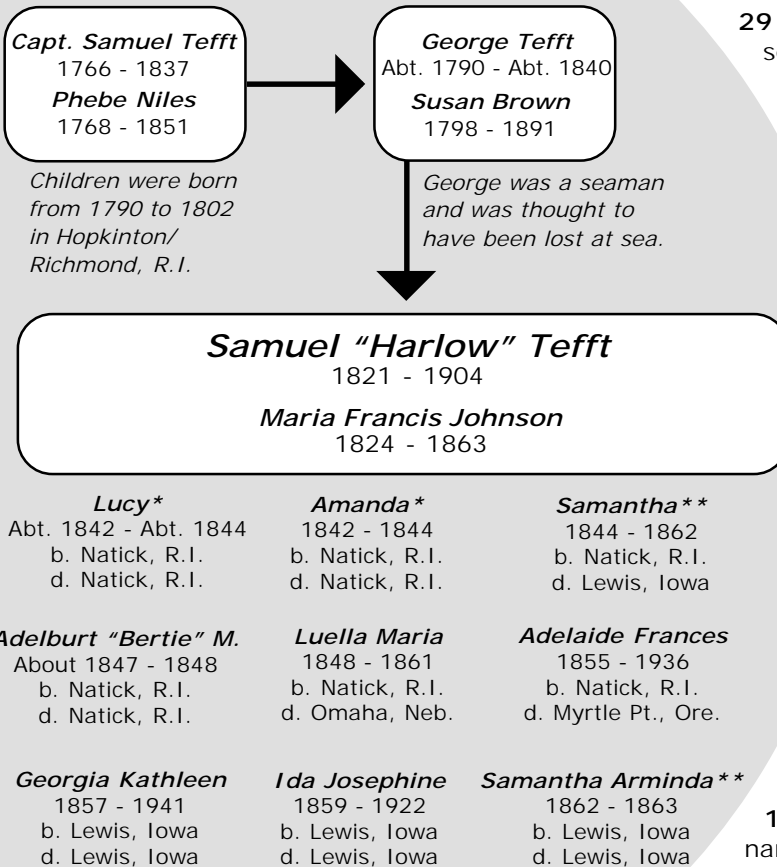 Capt. Samuel Tefft
1766 - 1837
Phebe Niles
1768 - 1851
George Tefft
Abt. 1790 - Abt. 1840
Susan Brown
1798 - 1891
Children were born
from 1790 to 1802
in Hopkinton/
Richmond, R.I.
George was a seaman
and was thought to
have been lost at sea.
Samuel “Harlow” Tefft
1821 - 1904
Maria Francis Johnson
1824 - 1863
Lucy*
Abt. 1842 - Abt. 1844
b. Natick, R.I.
d. Natick, R.I.
Amanda*
1842 - 1844
b. Natick, R.I.
d. Natick, R.I.
Samantha**
1844 - 1862
b. Natick, R.I.
d. Lewis, Iowa
Adelburt “Bertie” M.
About 1847 - 1848
b. Natick, R.I.
d. Natick, R.I.
Luella Maria
1848 - 1861
b. Natick, R.I.
d. Omaha, Neb.
Adelaide Frances
1855 - 1936
b. Natick, R.I.
d. Myrtle Pt., Ore.
Georgia Kathleen
1857 - 1941
b. Lewis, Iowa
d. Lewis, Iowa
Ida Josephine
1859 - 1922
b. Lewis, Iowa
d. Lewis, Iowa
Samantha Arminda**
1862 - 1863
b. Lewis, Iowa
d. Lewis, Iowa
29